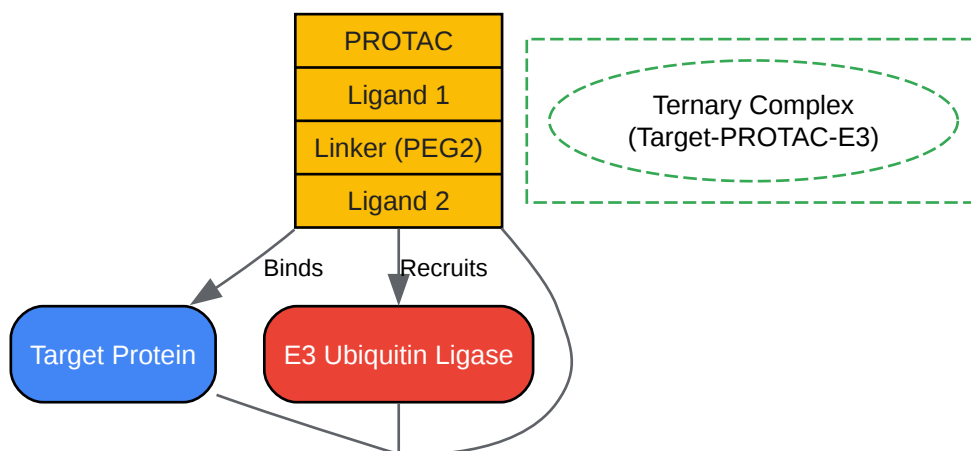 PROTAC
Ligand 1
Linker (PEG2)
Ligand 2
Ternary Complex
(Target-PROTAC-E3)
Binds
Recruits
Target Protein
E3 Ubiquitin Ligase